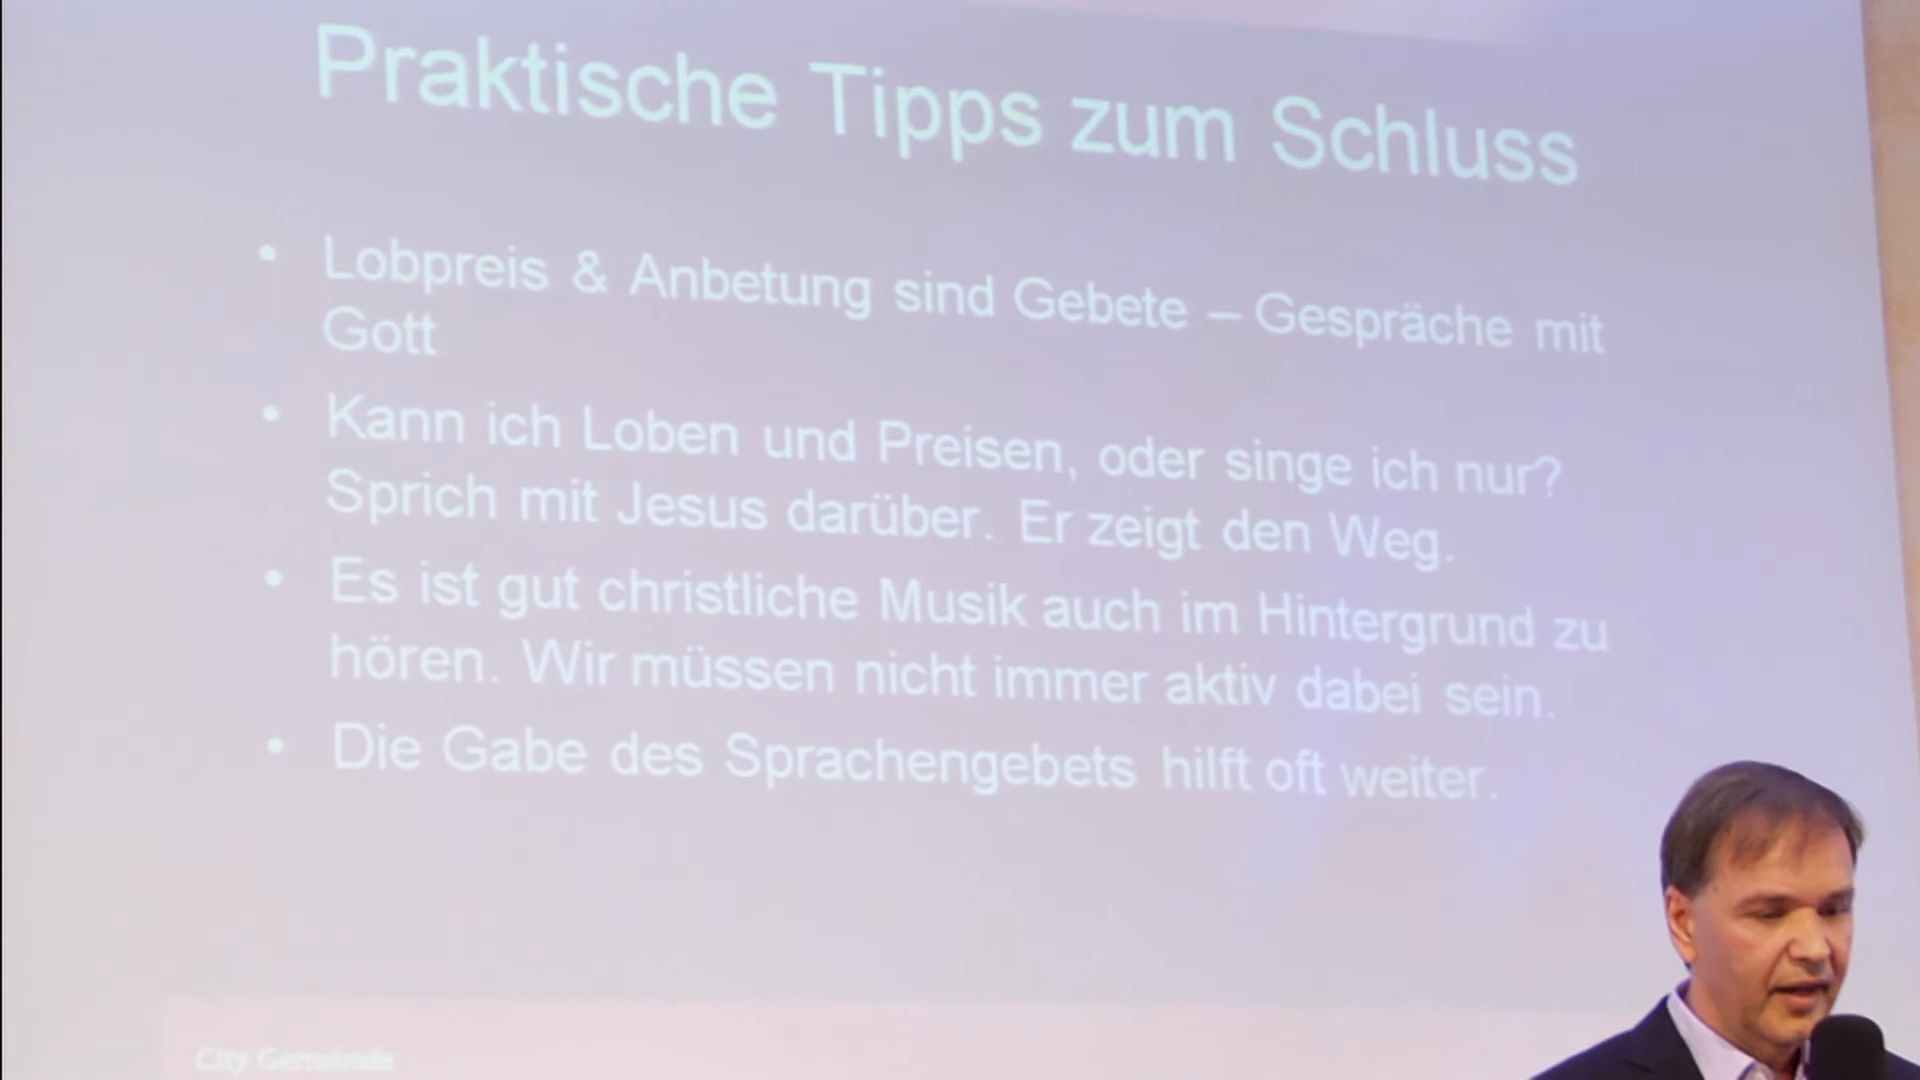 Praktische Tipps zum Schluss
• Lobpreis & Anbetung sind Gebete – Gespräche mit
Gott
• Kann ich Loben und Preisen, oder singe ich nur?
Sprich mit Jesus darüber. Er zeigt den Weg.
• Es ist gut christliche Musik auch im Hintergrund zu
hören. Wir müssen nicht immer aktiv dabei sein.
• Die Gabe des Sprachengebets hilft oft weiter.
City Gemeinde